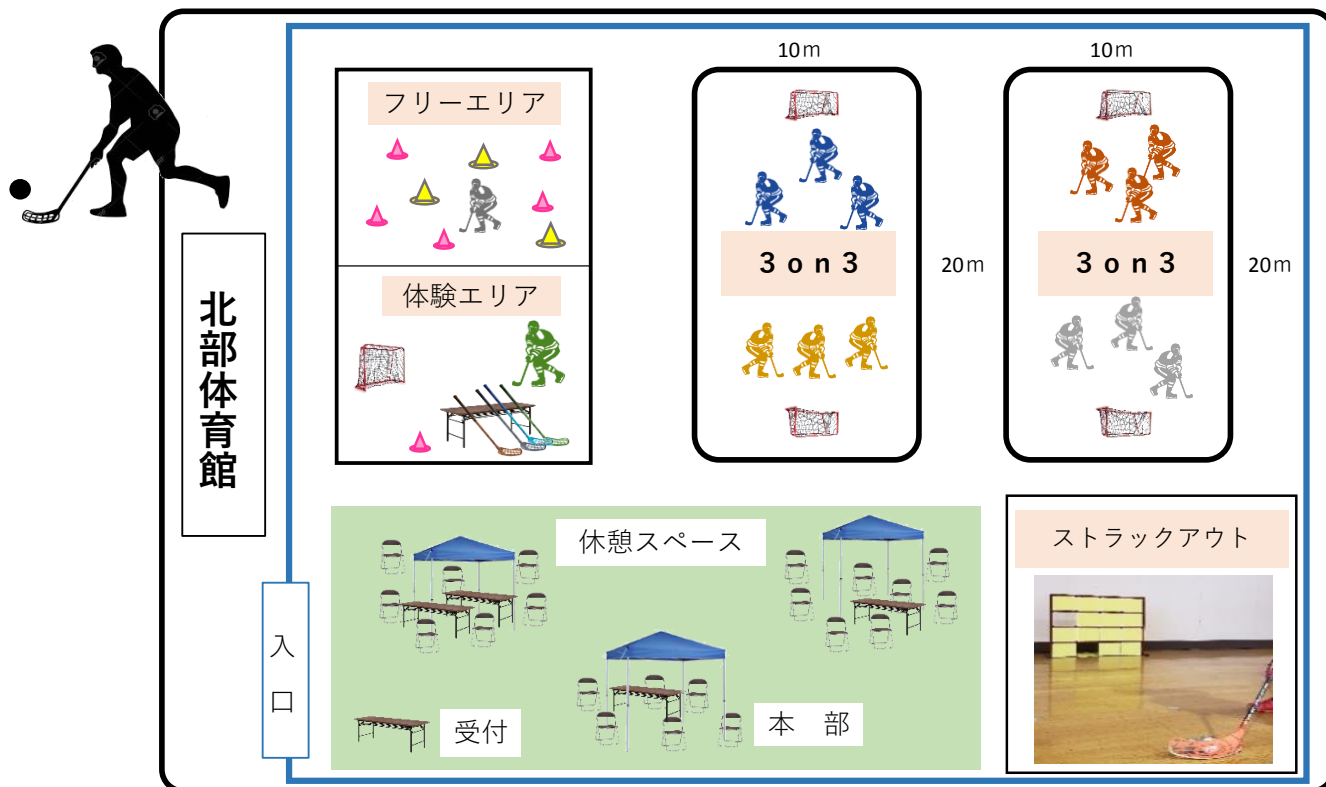 10m
10m
フリーエリア
3on3
20m
3on3
20m
体験エリア
北部体育館
休憩スペース
ストラックアウト
入口
受付
本　部